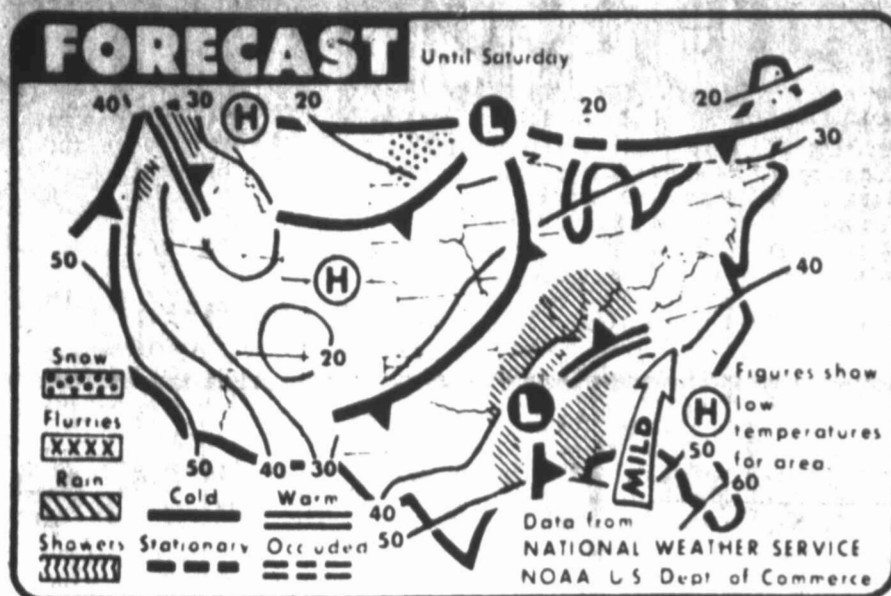 FORECAST
Until Saturday
40
30
H
20
L
20
20
30
50
H
40
20
L
H
MILD
50
60
50
40
30
40
50
Snow
Flurries
XXXX
Rain
Showers
Cold
Warm
Stationary
Occluded
Figures show
low
temperatures
for area.
Data from
NATIONAL WEATHER SERVICE
NOAA US Dept of Commerce